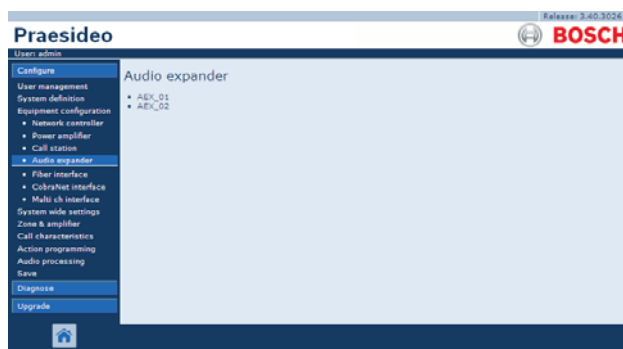 Release: 3.40.3026
Praesideo
BOSCH
User: admin
Configure
User management
System definition
Equipment configuration
• Network controller
• Power amplifier
• Call station
• Audio expander
• Fiber interface
• CobraNet interface
• Multi ch interface
System wide settings
Zone & amplifier
Call characteristics
Action programming
Audio processing
Save
Diagnose
Upgrade
Audio expander
• AEX_01
• AEX_02